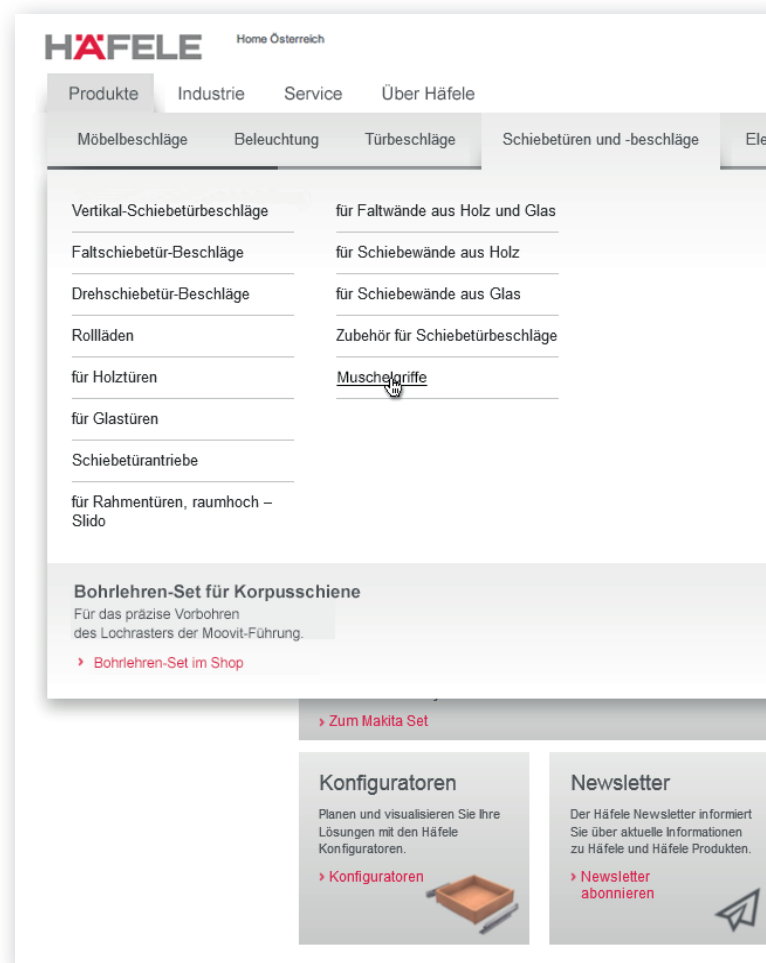 HÄFELE Home Österreich
Produkte Industrie Service Über Häfele
Möbelbeschläge Beleuchtung Türbeschläge Schiebetüren und -beschläge
Vertikal-Schiebetürbeschläge
Faltschiebetür-Beschläge
Drehschiebetür-Beschläge
Rollläden
für Holztüren
für Glastüren
Schiebetürantriebe
für Rahmentüren, raumhoch –
Slido
für Faltwände aus Holz und Glas
für Schiebewände aus Holz
für Schiebewände aus Glas
Zubehör für Schiebetürbeschläge
Muschelgriffe
Bohrlehren-Set für Korpusschiene
Für das präzise Vorbohren
des Lochrasters der Moovit-Führung.
Bohrlehren-Set im Shop
Zum Makita Set
Konfiguratoren
Planen und visualisieren Sie Ihre
Lösungen mit den Häfele
Konfiguratoren.
Konfiguratoren
Newsletter
Der Häfele Newsletter informiert
Sie über aktuelle Informationen
zu Häfele und Häfele Produkten.
Newsletter
abonnieren